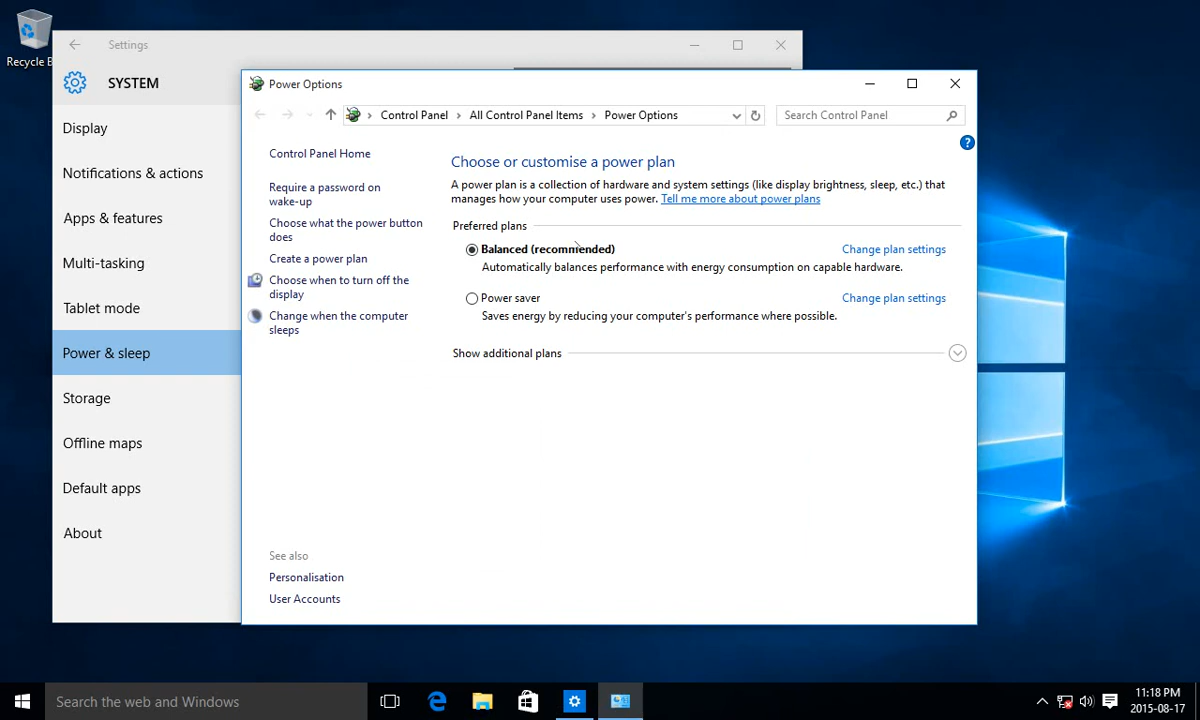 Recycle B
Settings
SYSTEM
Display
Notifications & actions
Apps & features
Multi-tasking
Tablet mode
Power & sleep
Storage
Offline maps
Default apps
About
Power Options
Control Panel > All Control Panel Items > Power Options
Search Control Panel
Control Panel Home
Require a password on
wake-up
Choose what the power button
does
Create a power plan
Choose when to turn off the
display
Change when the computer
sleeps
See also
Personalisation
User Accounts
?
Choose or customise a power plan
A power plan is a collection of hardware and system settings (like display brightness, sleep, etc.) that
manages how your computer uses power. Tell me more about power plans
Preferred plans
Balanced (recommended) Change plan settings
Automatically balances performance with energy consumption on capable hardware.
Power saver Change plan settings
Saves energy by reducing your computer's performance where possible.
Show additional plans
Search the web and Windows
11:18 PM
2015-08-17